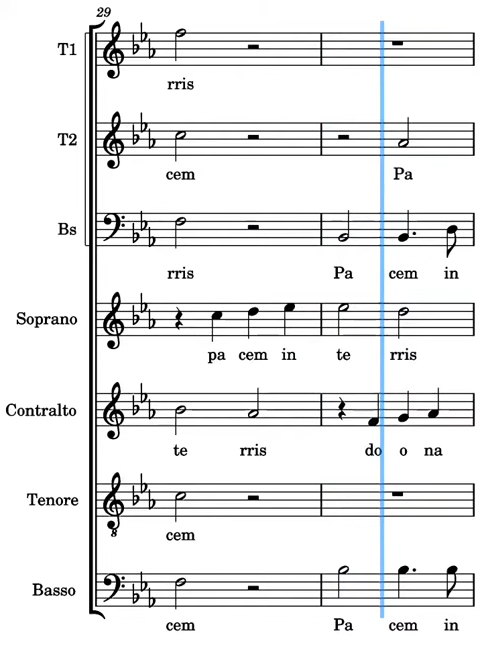 29
T1
rris
T2
cem Pa
Bs
rris Pa cem in
Soprano
pa cem in te rris
Contralto
te rris do o na
Tenore
8
cem
Basso
cem Pa cem in